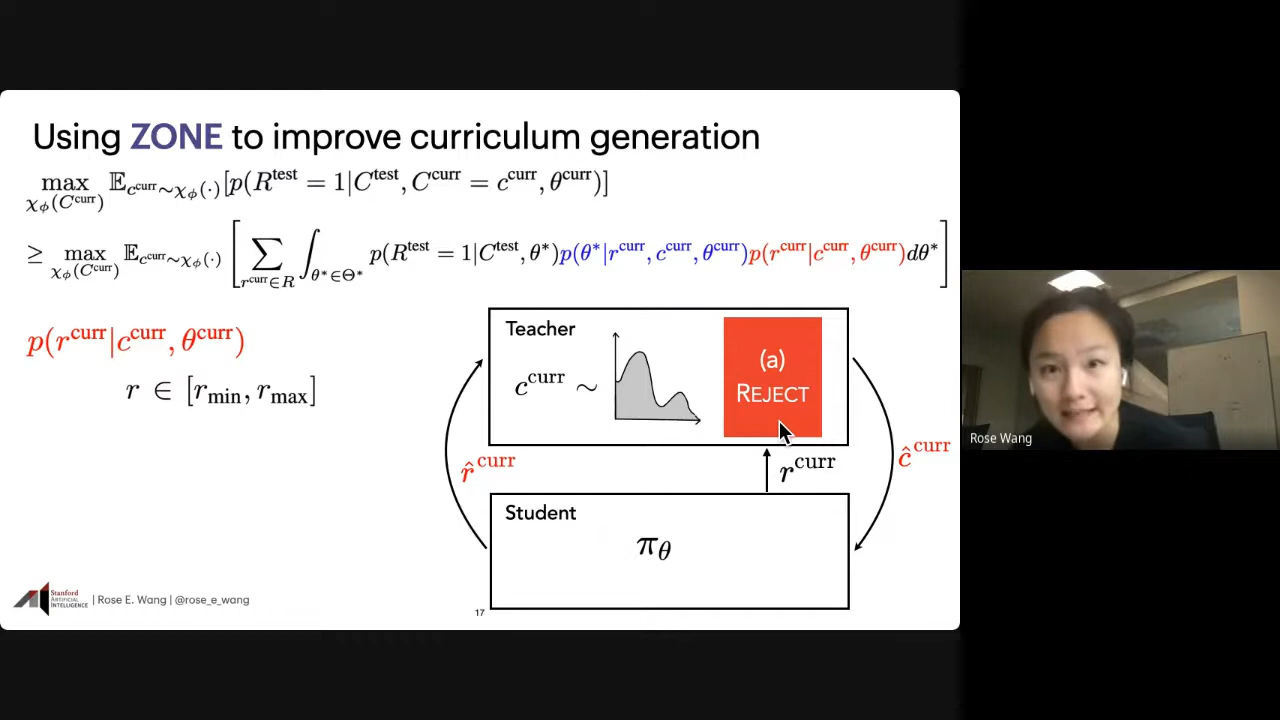 Using ZONE to improve curriculum generation
max_{χ_ϕ(C^curr)} 𝔼_{c^curr∼χ_ϕ(·)}[p(R^test = 1|C^test, C^curr = c^curr, θ^curr)]
≥ max_{χ_ϕ(C^curr)} 𝔼_{c^curr∼χ_ϕ(·)} [∑_{r^curr∈R} ∫_{θ*∈Θ*} p(R^test = 1|C^test, θ*)p(θ*|r^curr, c^curr, θ^curr)p(r^curr|c^curr, θ^curr)dθ*]
p(r^curr|c^curr, θ^curr)
r ∈ [r_min, r_max]
Teacher
c^curr ∼
(a)
REJECT
r̂^curr
r^curr
ĉ^curr
Student
π_θ
Stanford
ARTIFICIAL
INTELLIGENCE
| Rose E. Wang | @rose_e_wang
17
Rose Wang